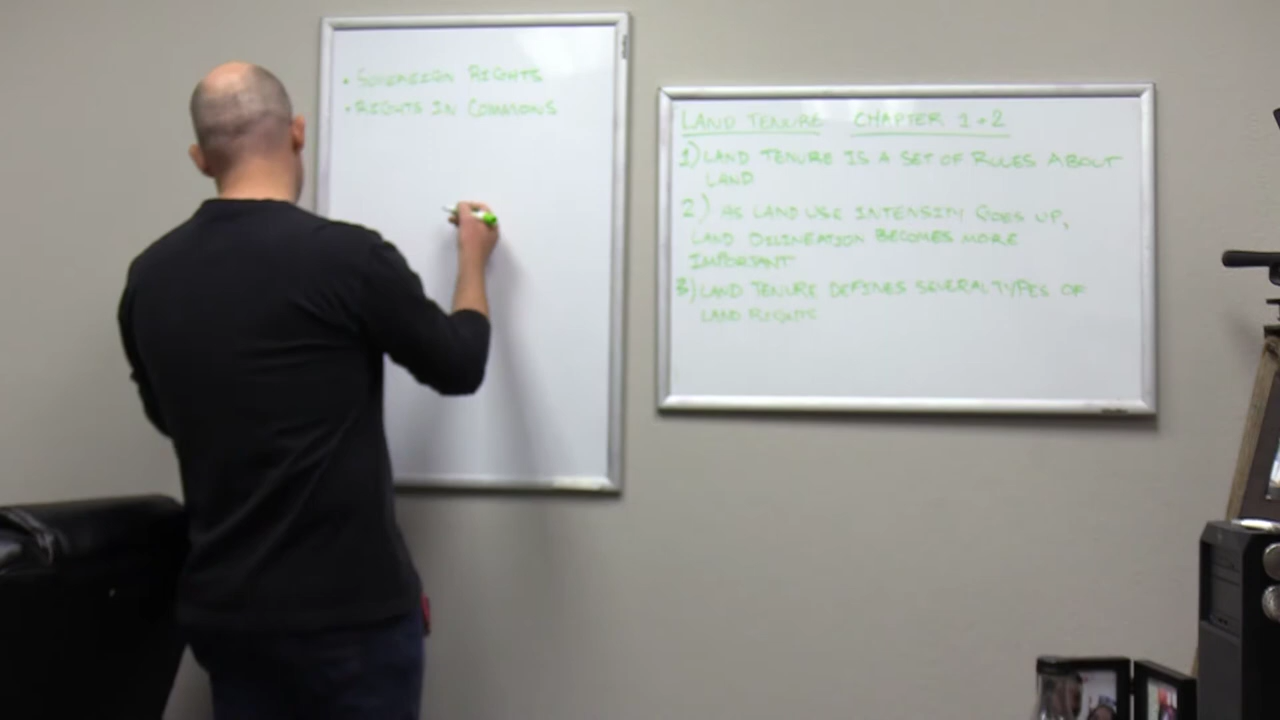 • SOVEREIGN RIGHTS
• RIGHTS IN COMMONS
LAND TENURE CHAPTER 1+2
1) LAND TENURE IS A SET OF RULES ABOUT
LAND
2) AS LAND USE INTENSITY GOES UP,
LAND DILINEATION BECOMES MORE
IMPORTANT
3) LAND TENURE DEFINES SEVERAL TYPES OF
LAND RIGHTS